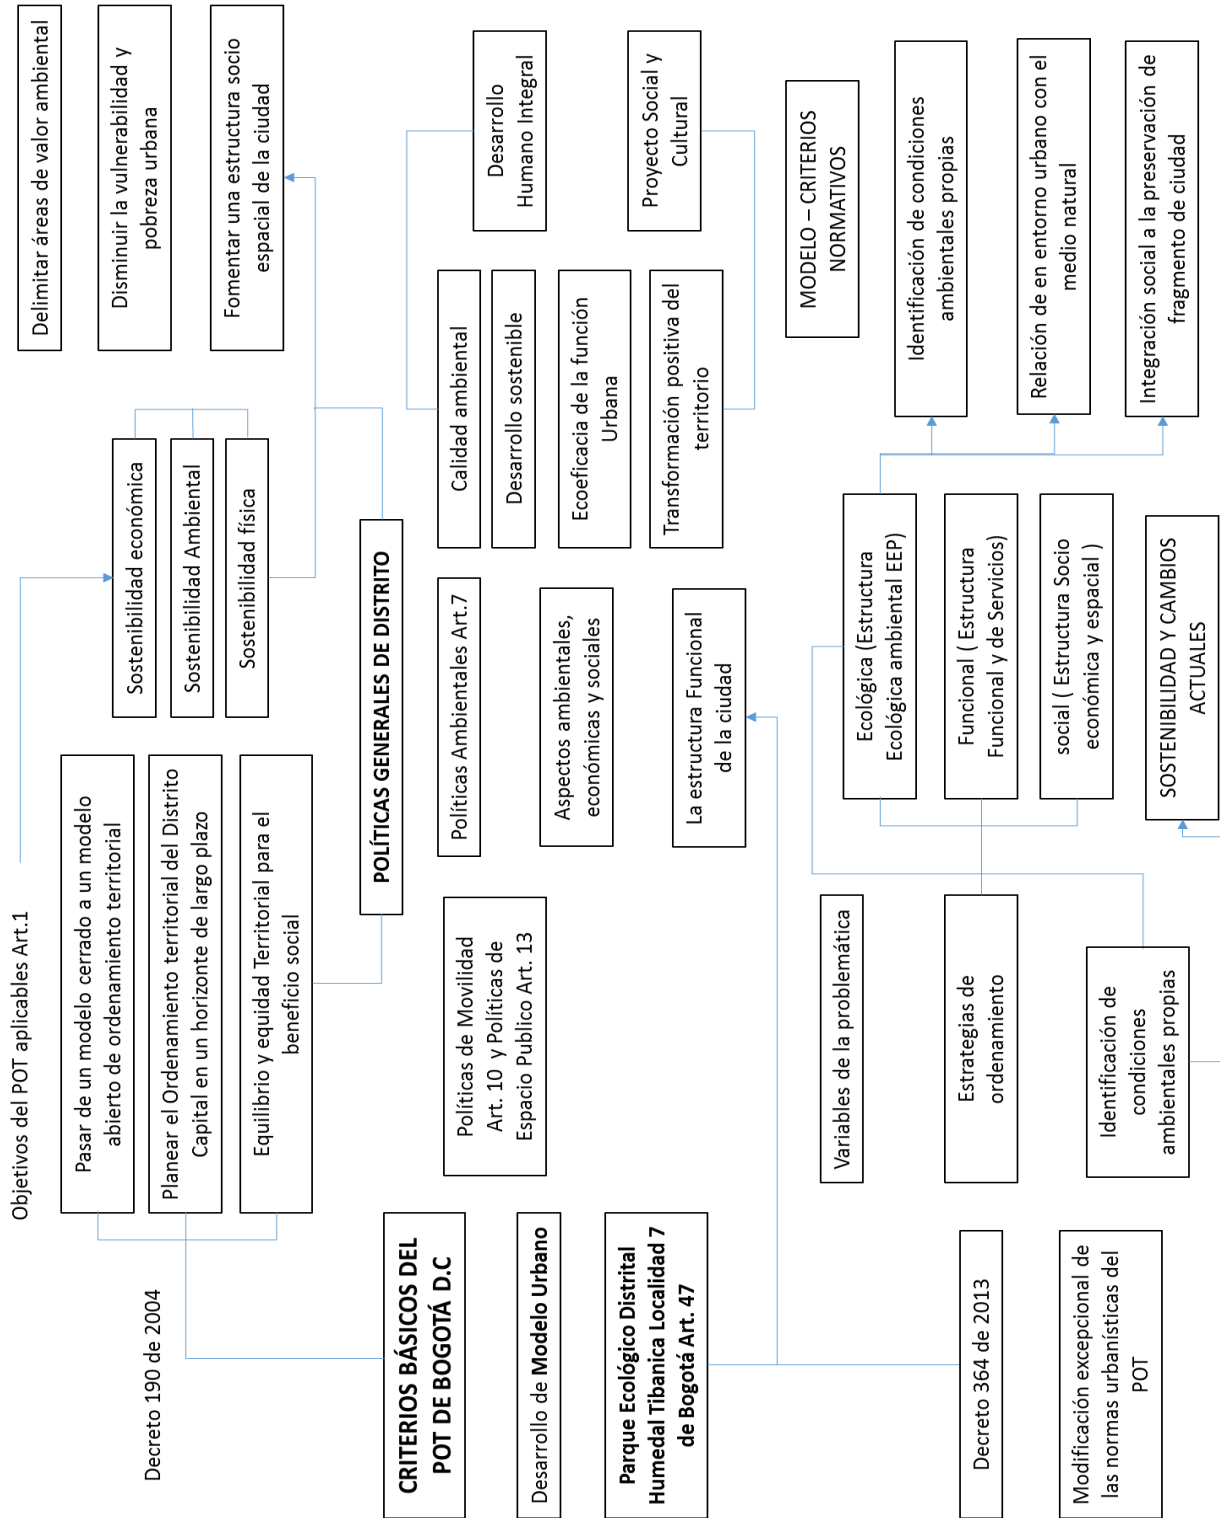 Objetivos del POT aplicables Art.1
Decreto 190 de 2004
Pasar de un modelo cerrado a un modelo
abierto de ordenamiento territorial
Planear el Ordenamiento territorial del Distrito
Capital en un horizonte de largo plazo
Equilibrio y equidad Territorial para el
beneficio social
Sostenibilidad económica
Sostenibilidad Ambiental
Sostenibilidad física
Delimitar áreas de valor ambiental
Disminuir la vulnerabilidad y
pobreza urbana
Fomentar una estructura socio
espacial de la ciudad
CRITERIOS BÁSICOS DEL
POT DE BOGOTÁ D.C
POLÍTICAS GENERALES DE DISTRITO
Desarrollo de Modelo Urbano
Políticas de Movilidad
Art. 10 y Políticas de
Espacio Publico Art. 13
Políticas Ambientales Art.7
Aspectos ambientales,
económicas y sociales
Calidad ambiental
Desarrollo sostenible
Ecoeficacia de la función
Urbana
Transformación positiva del
territorio
Desarrollo
Humano Integral
Proyecto Social y
Cultural
Parque Ecológico Distrital
Humedal Tibanica Localidad 7
de Bogotá Art. 47
La estructura Funcional
de la ciudad
MODELO – CRITERIOS
NORMATIVOS
Variables de la problemática
Ecológica (Estructura
Ecológica ambiental EEP)
Identificación de condiciones
ambientales propias
Decreto 364 de 2013
Estrategias de
ordenamiento
Funcional ( Estructura
Funcional y de Servicios)
Relación de en entorno urbano con el
medio natural
Modificación excepcional de
las normas urbanísticas del
POT
Identificación de
condiciones
ambientales propias
social ( Estructura Socio
económica y espacial )
Integración social a la preservación de
fragmento de ciudad
SOSTENIBILIDAD Y CAMBIOS
ACTUALES